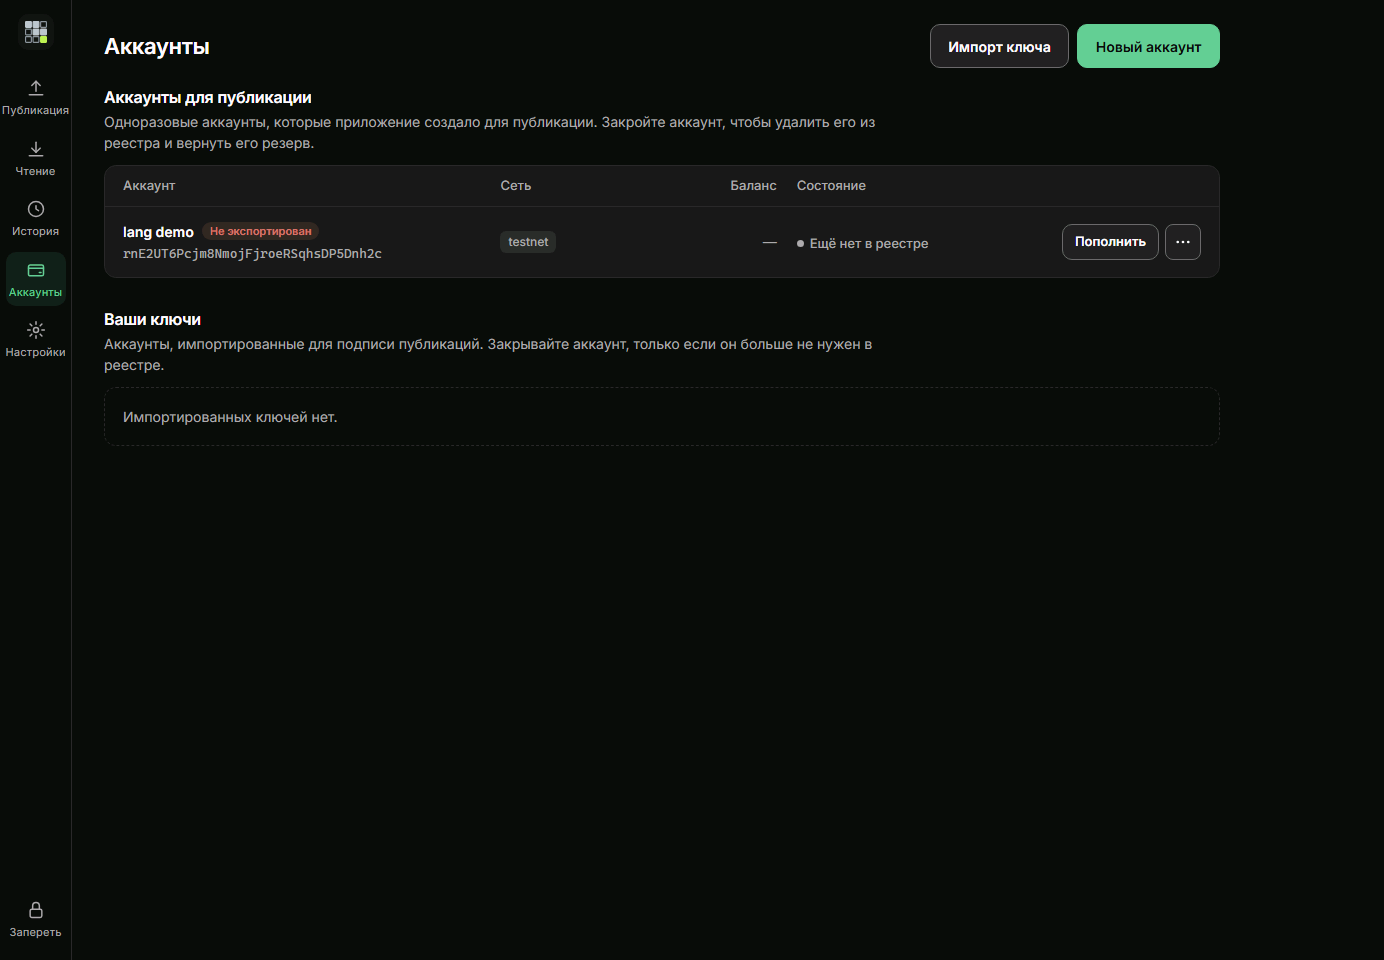 Аккаунты
Импорт ключа
Новый аккаунт
Публикация
Чтение
История
Аккаунты
Настройки
Запереть
Аккаунты для публикации
Одноразовые аккаунты, которые приложение создало для публикации. Закройте аккаунт, чтобы удалить его из
реестра и вернуть его резерв.
Аккаунт Сеть Баланс Состояние
lang demo Не экспортирован
rnE2UT6Pcjm8NmojFjroeRSqhsDP5Dnh2c
testnet — Ещё нет в реестре Пополнить ...
Ваши ключи
Аккаунты, импортированные для подписи публикаций. Закрывайте аккаунт, только если он больше не нужен в
реестре.
Импортированных ключей нет.